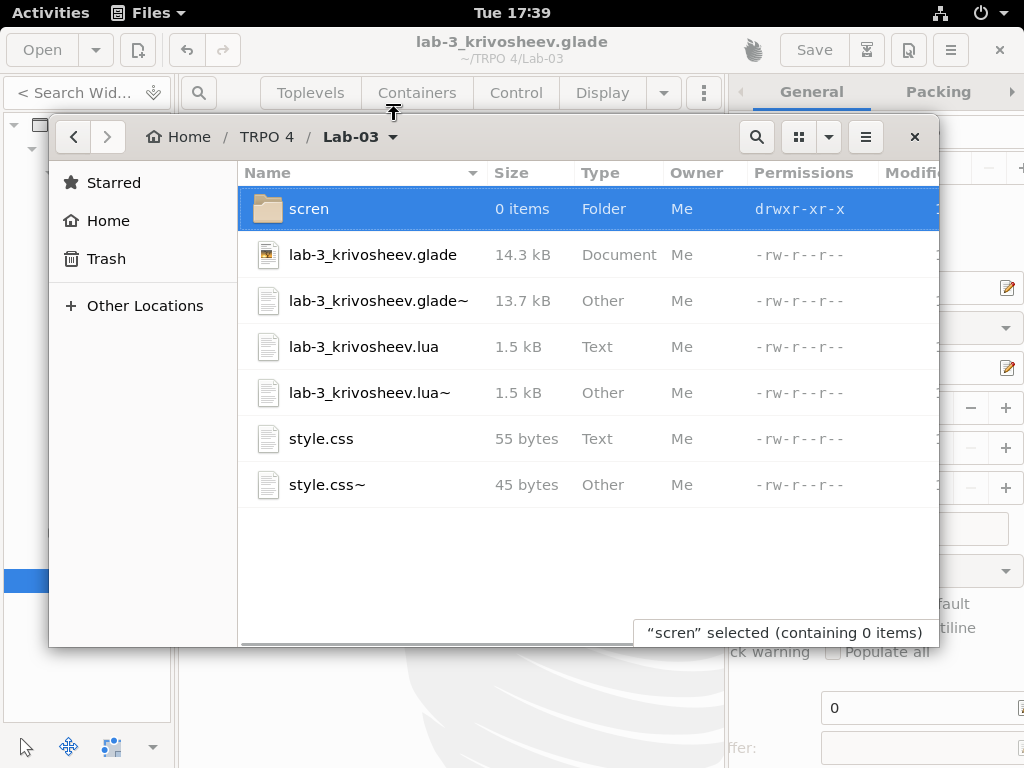 Activities Files Tue 17:39
Open lab-3_krivosheev.glade Save
~/TRPO 4/Lab-03
< Search Wid... Toplevels Containers Control Display General Packing
Home / TRPO 4 / Lab-03
Name Size Type Owner Permissions Modifi
Starred
Home
Trash
+ Other Locations
scren 0 items Folder Me drwxr-xr-x
lab-3_krivosheev.glade 14.3 kB Document Me -rw-r--r--
lab-3_krivosheev.glade~ 13.7 kB Other Me -rw-r--r--
lab-3_krivosheev.lua 1.5 kB Text Me -rw-r--r--
lab-3_krivosheev.lua~ 1.5 kB Other Me -rw-r--r--
style.css 55 bytes Text Me -rw-r--r--
style.css~ 45 bytes Other Me -rw-r--r--
“scren” selected (containing 0 items)
fault
tiline
ck warning Populate all
0
ffer: